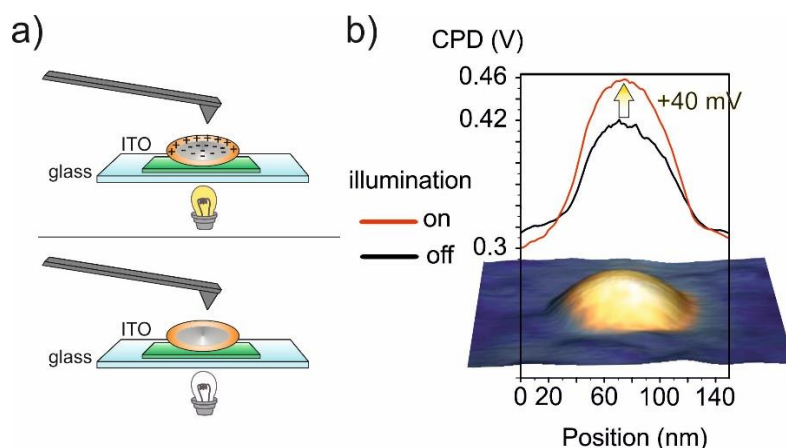 a)
ITO
glass
+ + + + + + +
- - - - - - -
ITO
glass
b)
CPD (V)
0.46
0.42
0.3
+40 mV
illumination
on
off
0 20 60 100 140
Position (nm)